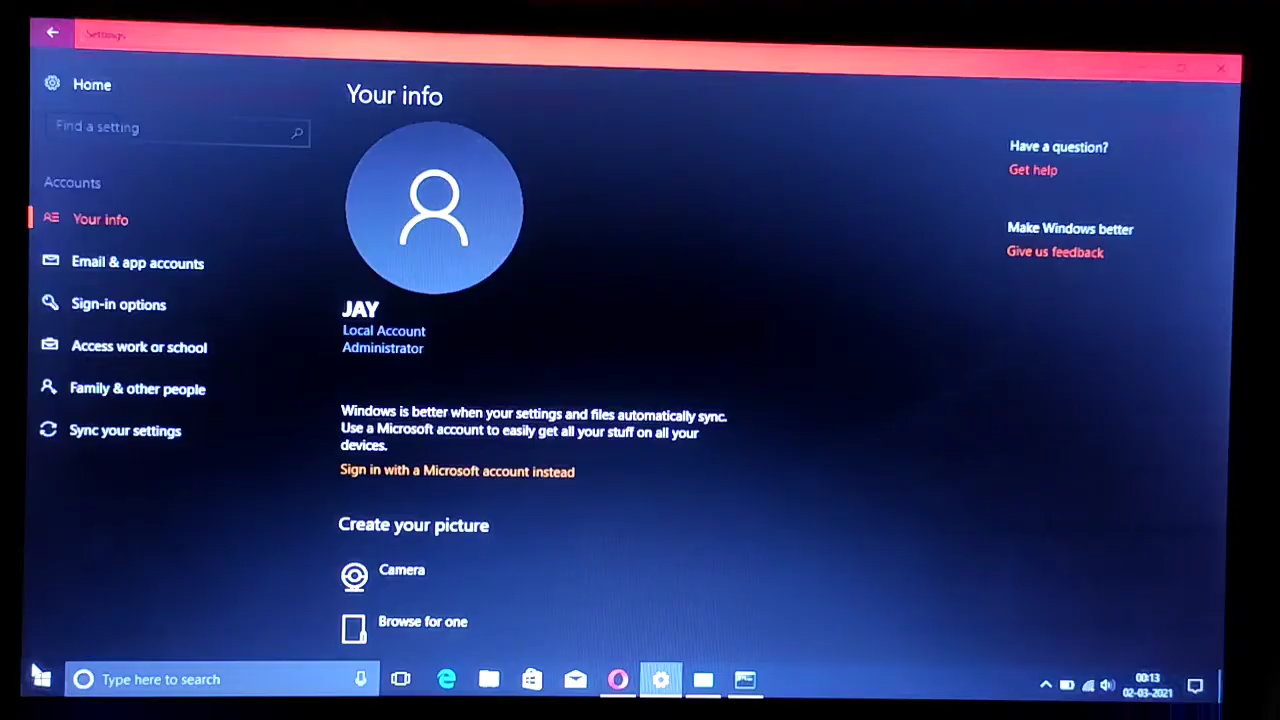 Settings
Home
Find a setting
Accounts
Your info
Email & app accounts
Sign-in options
Access work or school
Family & other people
Sync your settings
Your info
JAY
Local Account
Administrator
Windows is better when your settings and files automatically sync.
Use a Microsoft account to easily get all your stuff on all your
devices.
Sign in with a Microsoft account instead
Create your picture
Camera
Browse for one
Have a question?
Get help
Make Windows better
Give us feedback
Type here to search
00:13
02-03-2021